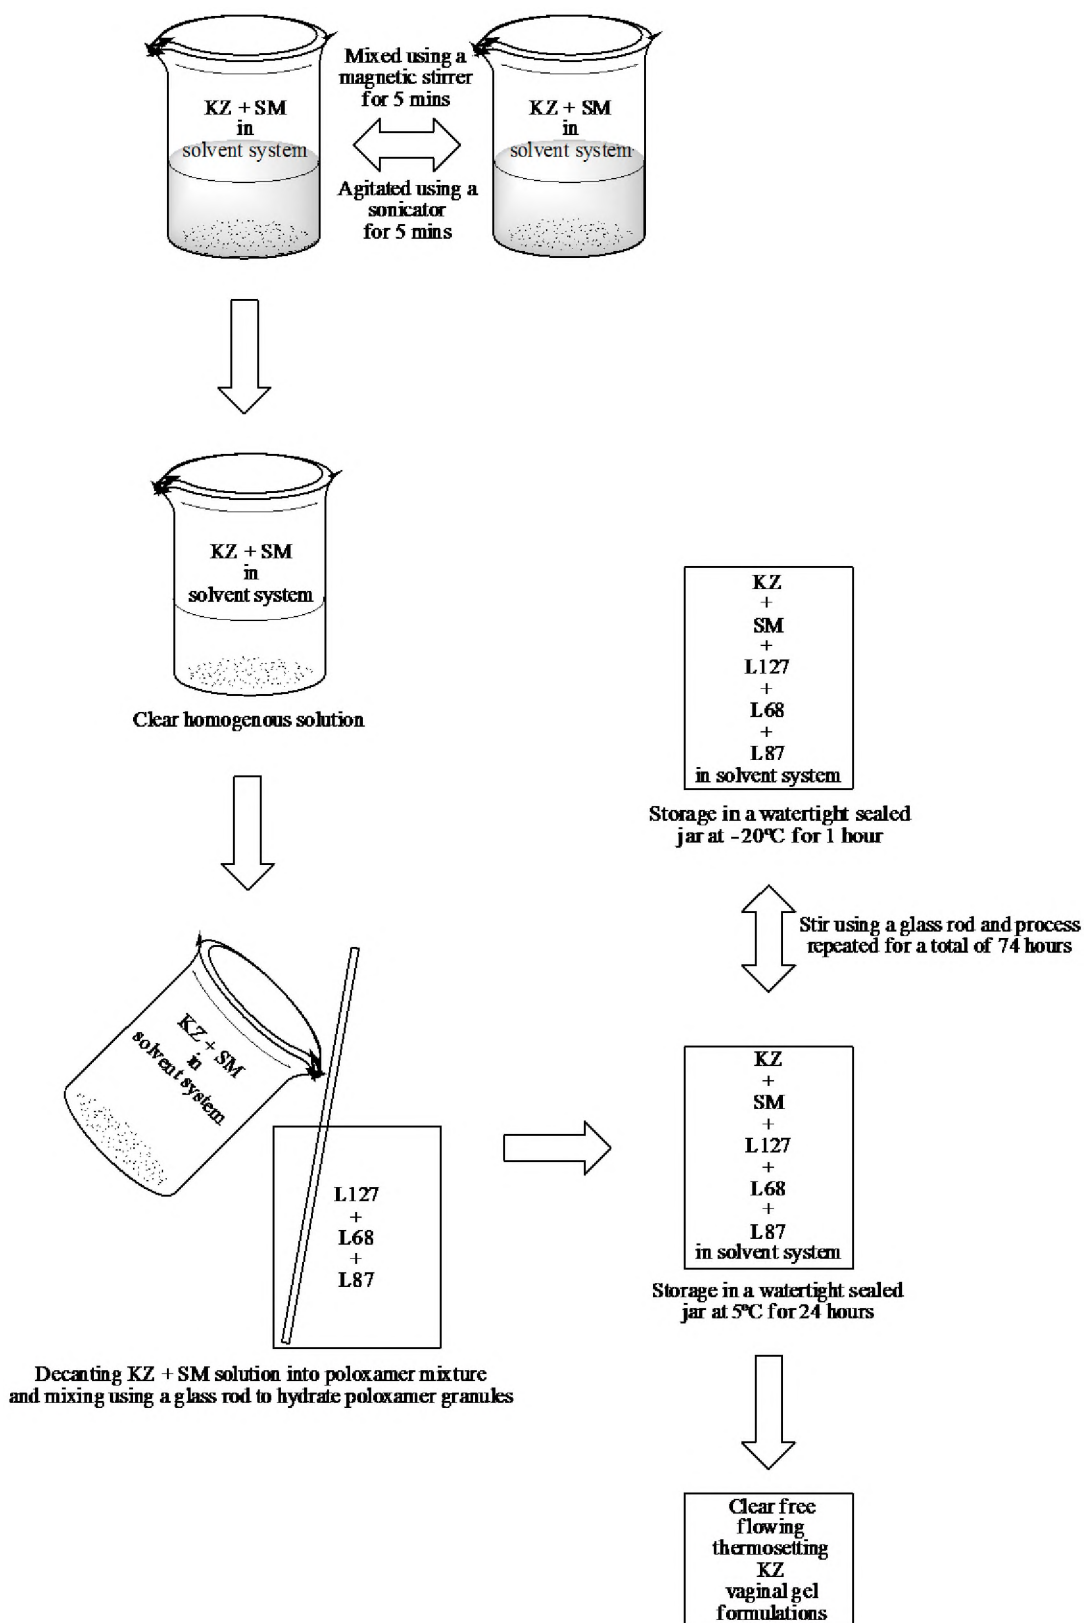 KZ + SM
in
solvent system
Mixed using a
magnetic stirrer
for 5 mins
Agitated using a
sonicator
for 5 mins
KZ + SM
in
solvent system
KZ + SM
in
solvent system
Clear homogenous solution
KZ + SM
in
solvent system
L127
+
L68
+
L87
Decanting KZ + SM solution into poloxamer mixture
and mixing using a glass rod to hydrate poloxamer granules
KZ
+
SM
+
L127
+
L68
+
L87
in solvent system
Storage in a watertight sealed
jar at -20ºC for 1 hour
Stir using a glass rod and process
repeated for a total of 74 hours
KZ
+
SM
+
L127
+
L68
+
L87
in solvent system
Storage in a watertight sealed
jar at 5ºC for 24 hours
Clear free
flowing
thermosetting
KZ
vaginal gel
formulations